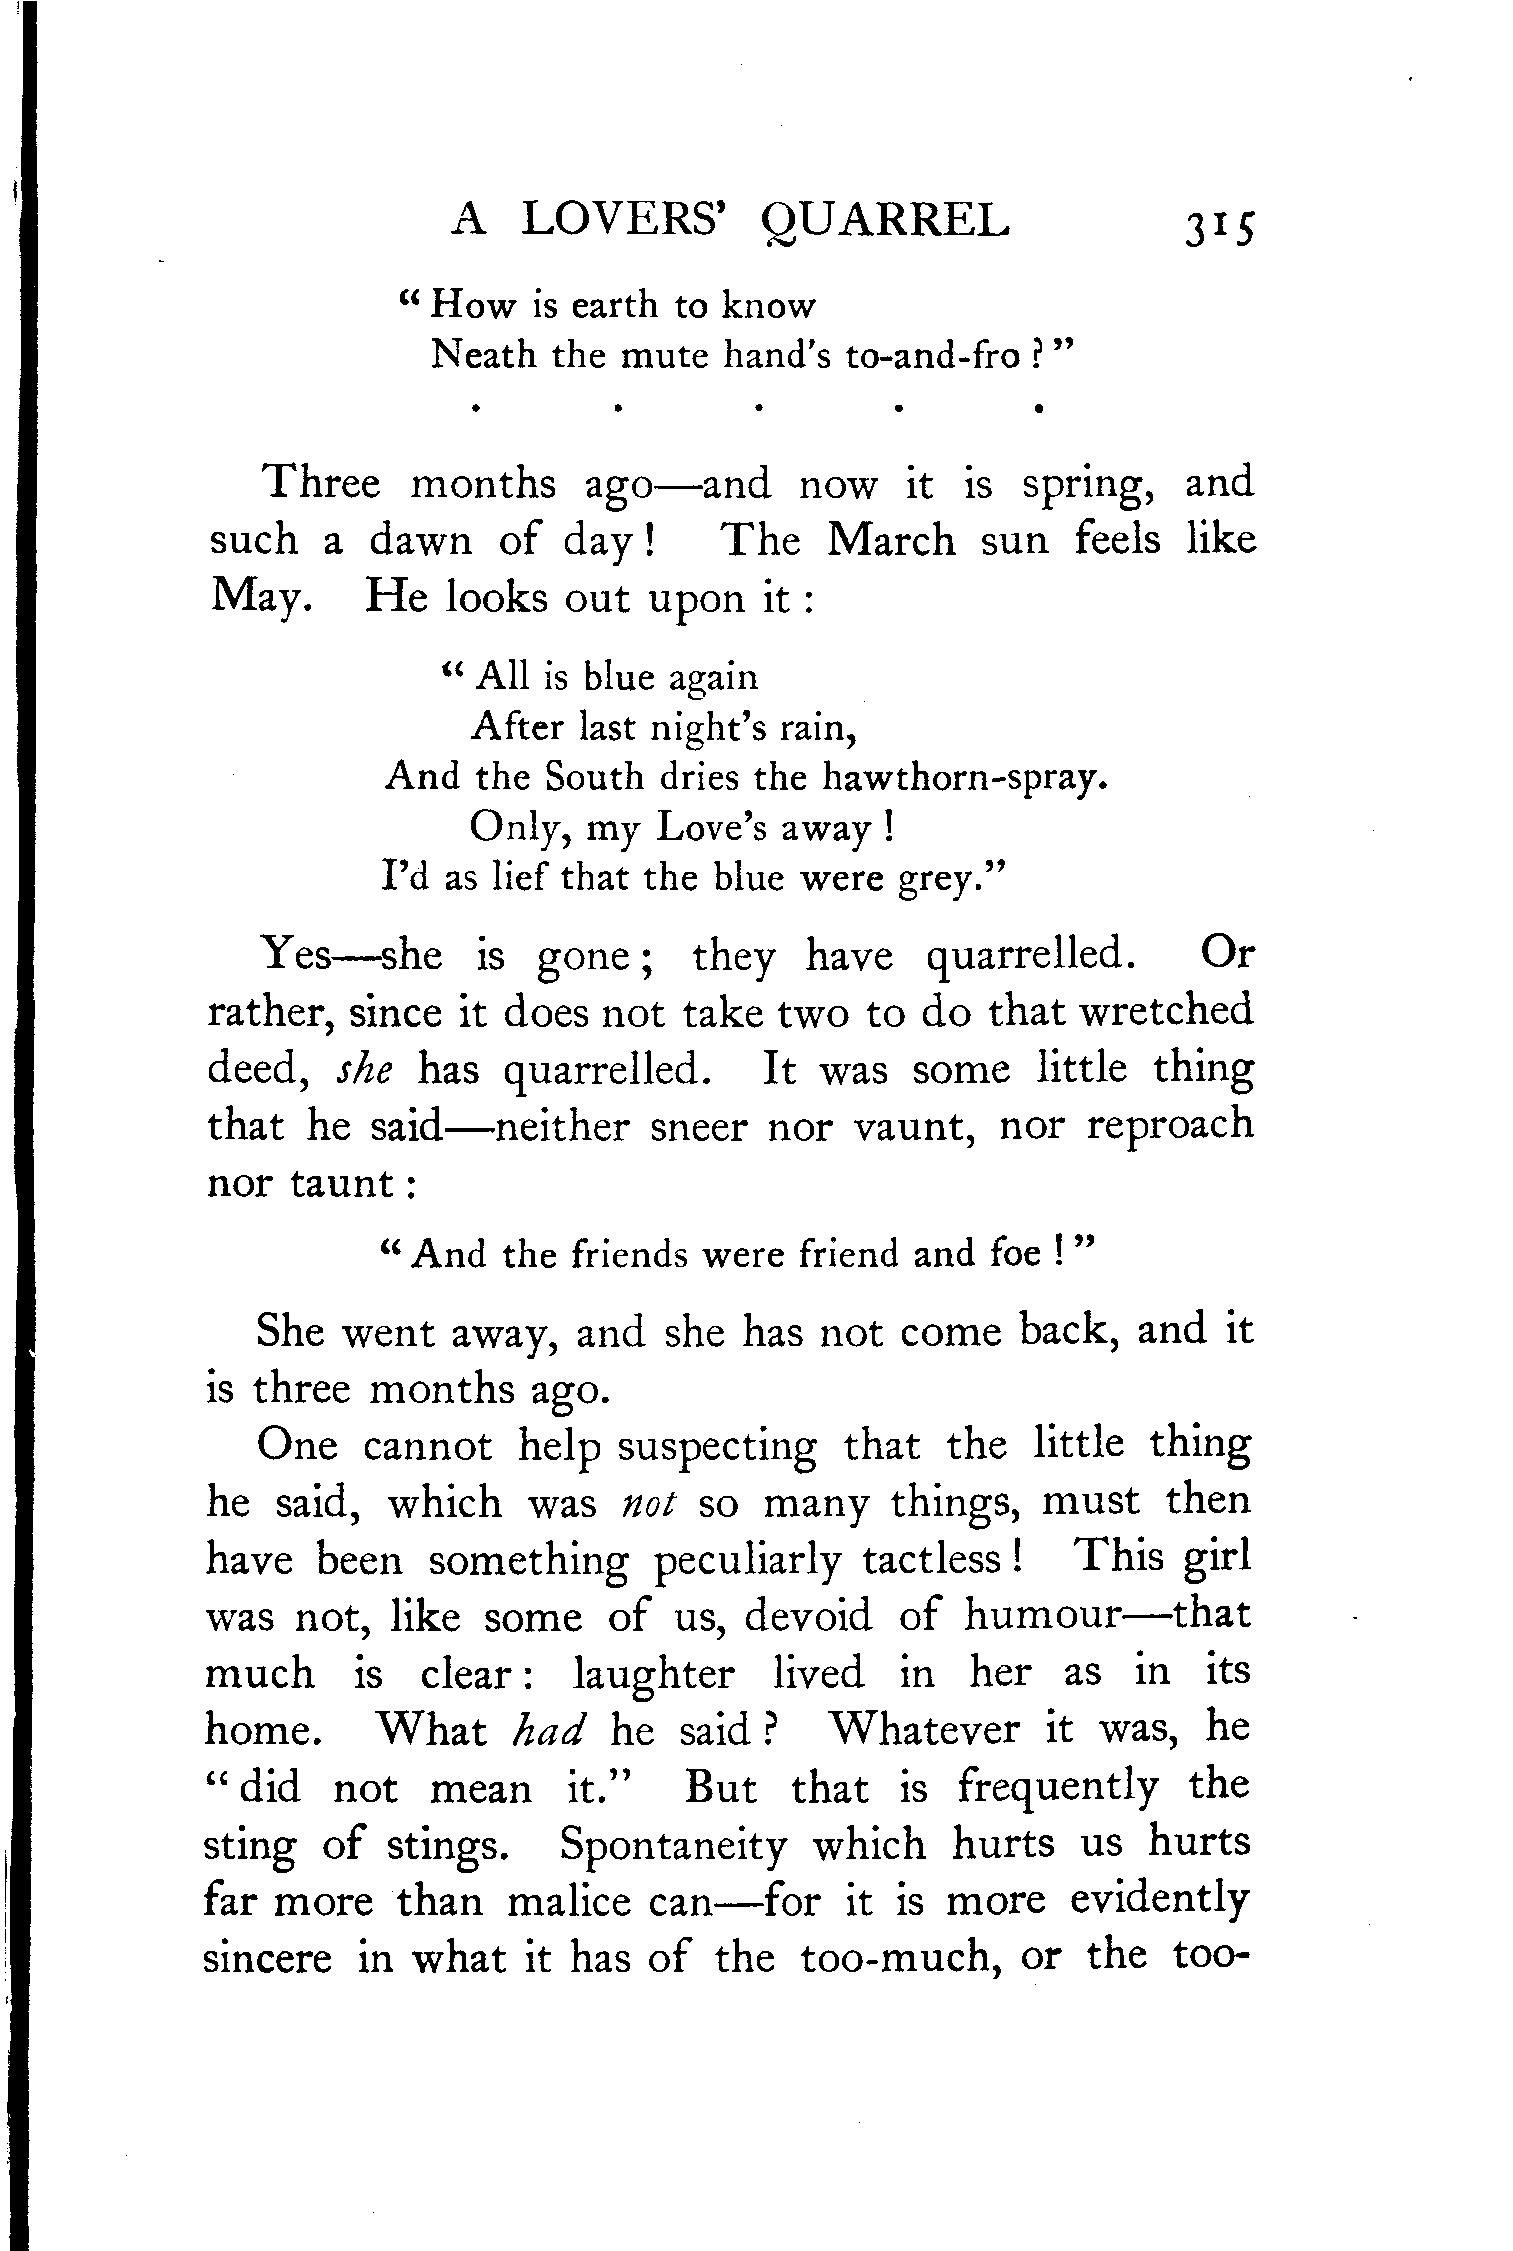 A LOVERS' QUARREL 315
“ How is earth to know
Neath the mute hand's to-and-fro ? ”
. . . . .
Three months ago—and now it is spring, and
such a dawn of day ! The March sun feels like
May. He looks out upon it :
“ All is blue again
After last night's rain,
And the South dries the hawthorn-spray.
Only, my Love's away !
I'd as lief that the blue were grey.”
Yes—she is gone ; they have quarrelled. Or
rather, since it does not take two to do that wretched
deed, she has quarrelled. It was some little thing
that he said—neither sneer nor vaunt, nor reproach
nor taunt :
“ And the friends were friend and foe ! ”
She went away, and she has not come back, and it
is three months ago.
One cannot help suspecting that the little thing
he said, which was not so many things, must then
have been something peculiarly tactless ! This girl
was not, like some of us, devoid of humour—that
much is clear : laughter lived in her as in its
home. What had he said ? Whatever it was, he
“ did not mean it.” But that is frequently the
sting of stings. Spontaneity which hurts us hurts
far more than malice can—for it is more evidently
sincere in what it has of the too-much, or the too-